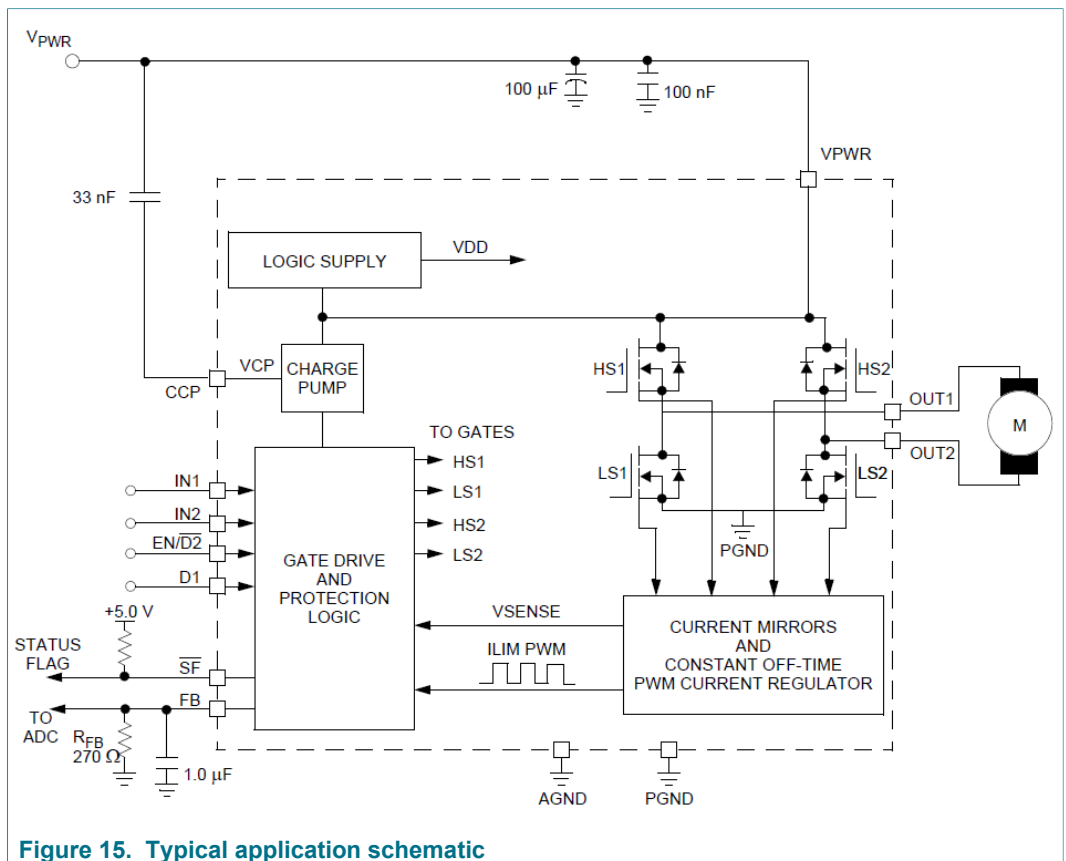 VPWR
100 µF
100 nF
VPWR
33 nF
LOGIC SUPPLY
VDD
VCP
CCP
CHARGE
PUMP
HS1
HS2
OUT1
M
OUT2
TO GATES
HS1
LS1
HS2
LS2
LS1
LS2
PGND
IN1
IN2
EN/D2
D1
GATE DRIVE
AND
PROTECTION
LOGIC
+5.0 V
STATUS
FLAG
SF
FB
TO
ADC
RFB
270 Ω
1.0 µF
VSENSE
ILIM PWM
CURRENT MIRRORS
AND
CONSTANT OFF-TIME
PWM CURRENT REGULATOR
AGND
PGND
Figure 15. Typical application schematic